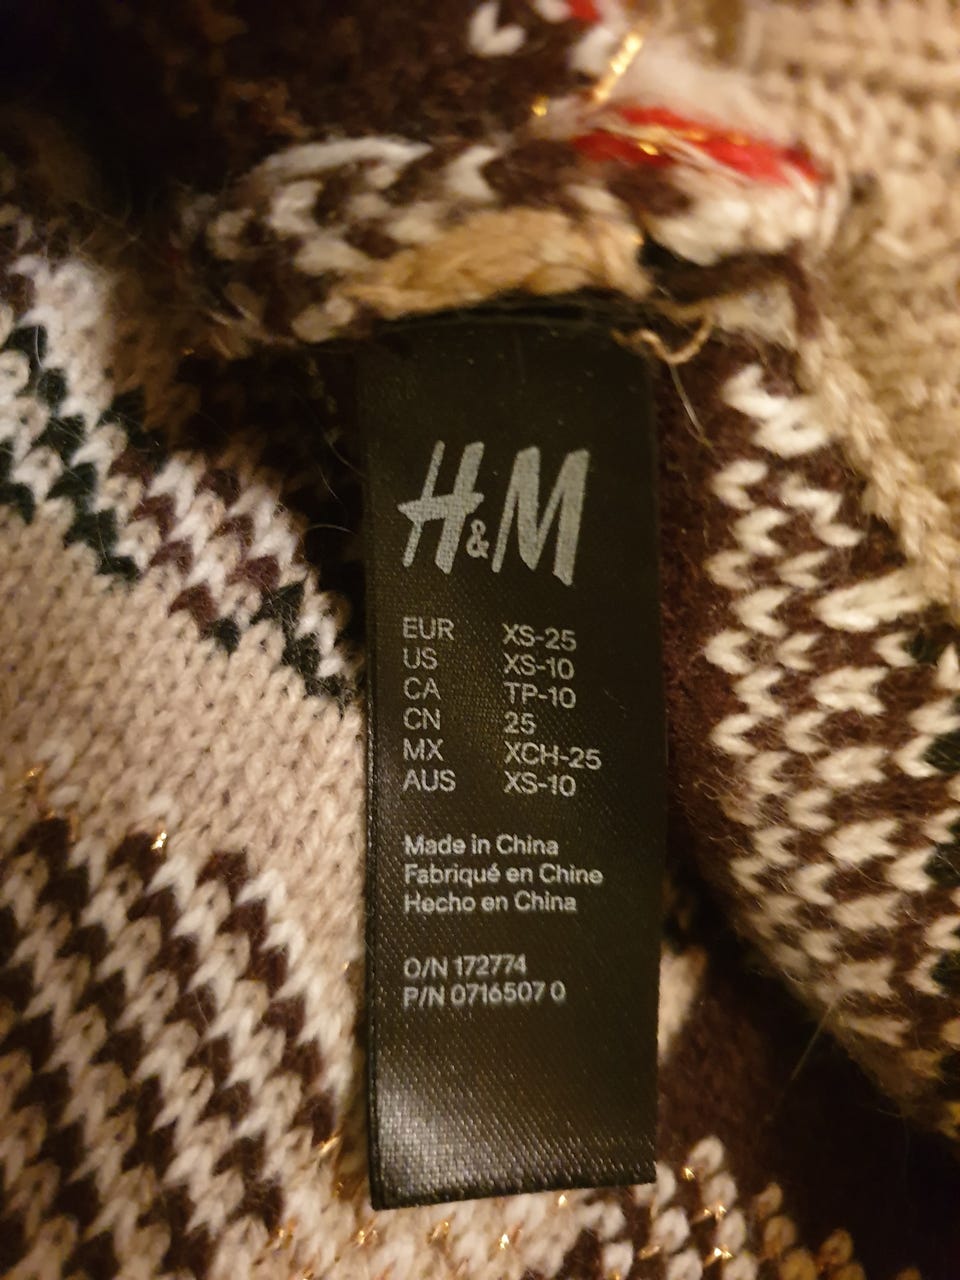 H&M
EUR XS-25
US XS-10
CA TP-10
CN 25
MX XCH-25
AUS XS-10
Made in China
Fabriqué en Chine
Hecho en China
O/N 172774
P/N 0716507 0